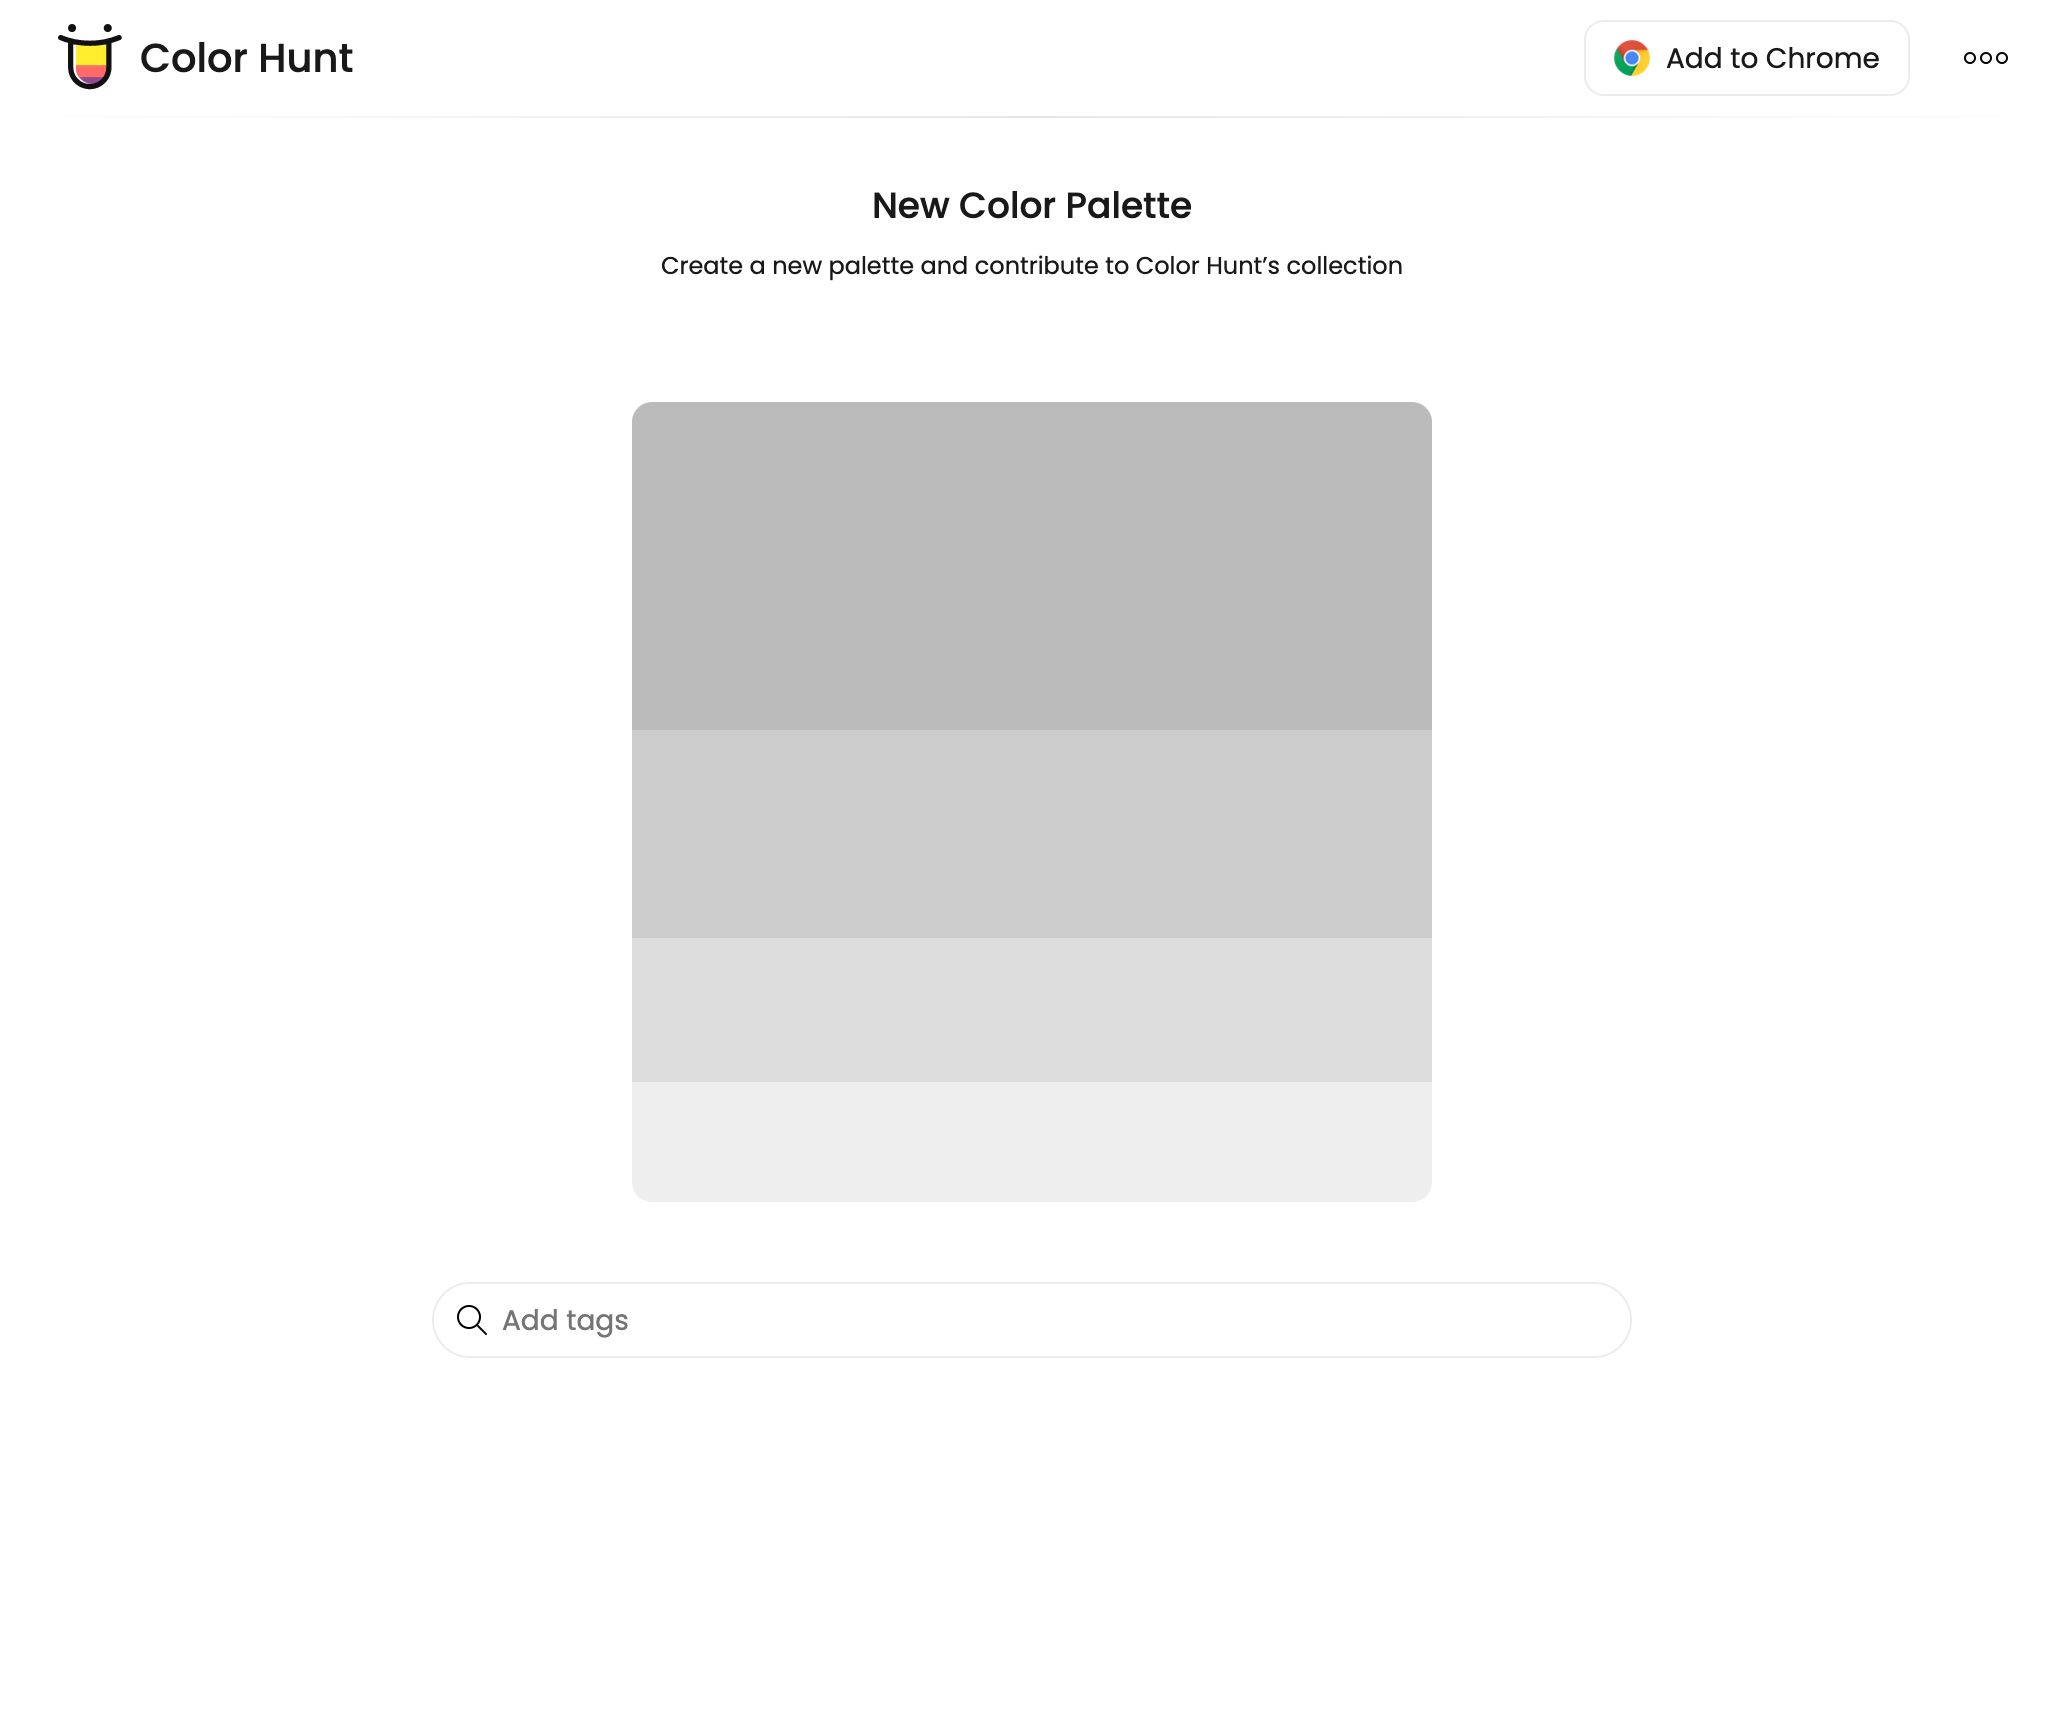 Color Hunt
Add to Chrome
New Color Palette
Create a new palette and contribute to Color Hunt’s collection
Add tags